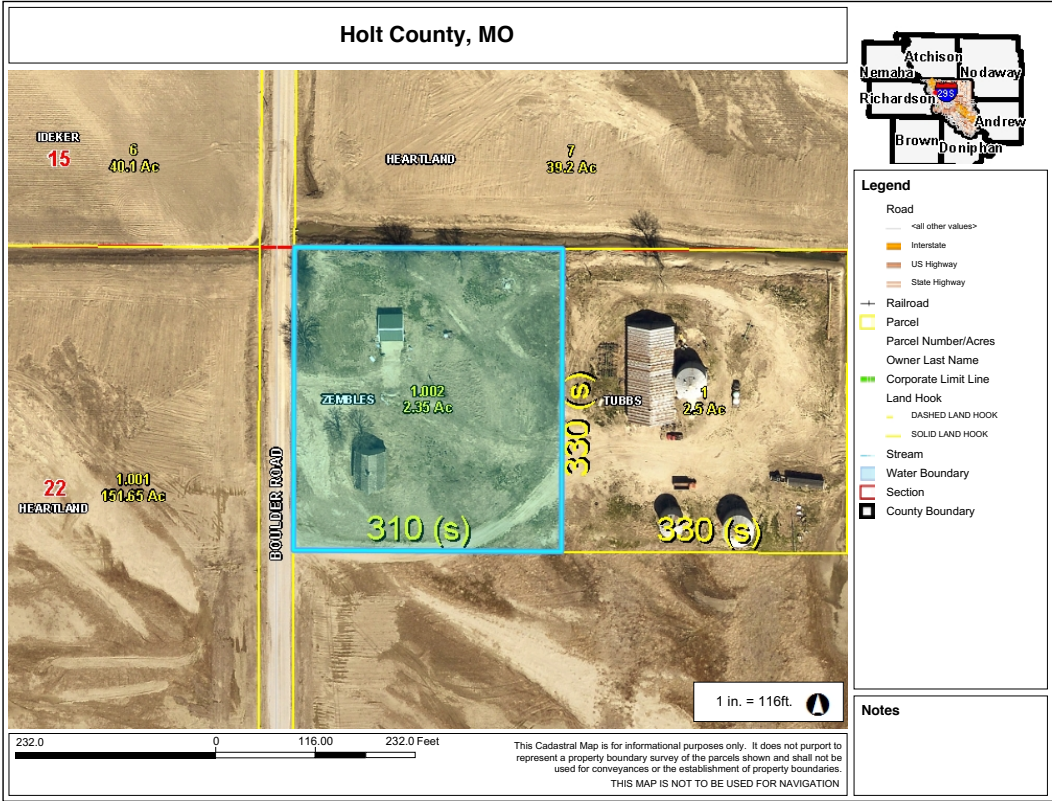 Holt County, MO
Atchison
Nemaha
Nodaway
Richardson
29S
Andrew
Brown
Doniphan
IDEKER
15
6
40.1 Ac
HEARTLAND
7
39.2 Ac
ZEMBLES
1.002
2.35 Ac
330 (s)
TUBBS
1
2.5 Ac
22
HEARTLAND
1.001
151.65 Ac
BOULDER ROAD
310 (s)
330 (s)
1 in. = 116ft.
Legend
Road
<all other values>
Interstate
US Highway
State Highway
Railroad
Parcel
Parcel Number/Acres
Owner Last Name
Corporate Limit Line
Land Hook
DASHED LAND HOOK
SOLID LAND HOOK
Stream
Water Boundary
Section
County Boundary
Notes
232.0 0 116.00 232.0 Feet
This Cadastral Map is for informational purposes only. It does not purport to
represent a property boundary survey of the parcels shown and shall not be
used for conveyances or the establishment of property boundaries.
THIS MAP IS NOT TO BE USED FOR NAVIGATION